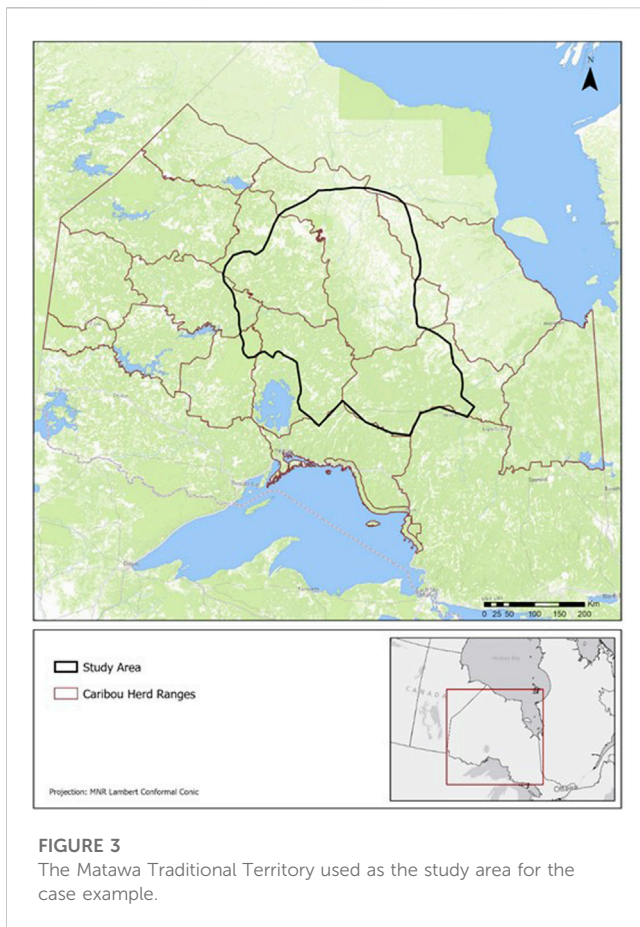 N
0 25 50 100 150 200
Km
Study Area
Caribou Herd Ranges
Projection: MNR Lambert Conformal Conic
CANADA
Ottawa
FIGURE 3
The Matawa Traditional Territory used as the study area for the
case example.